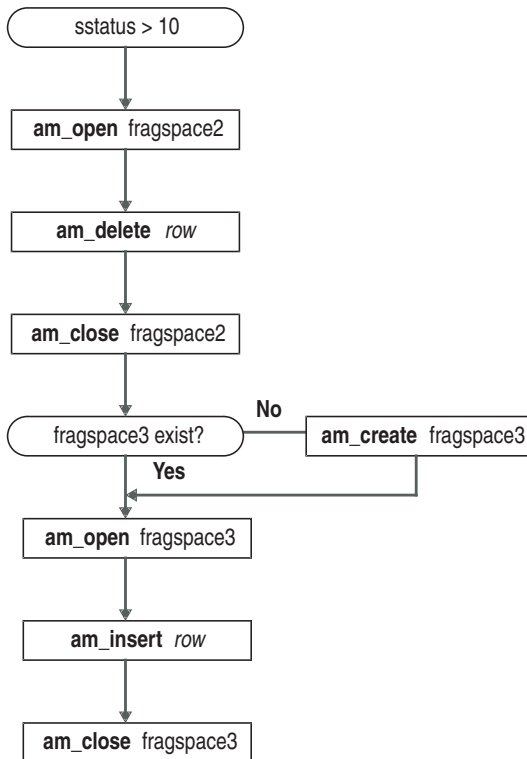 sstatus > 10
am_open fragspace2
am_delete row
am_close fragspace2
fragspace3 exist?
No
am_create fragspace3
Yes
am_open fragspace3
am_insert row
am_close fragspace3